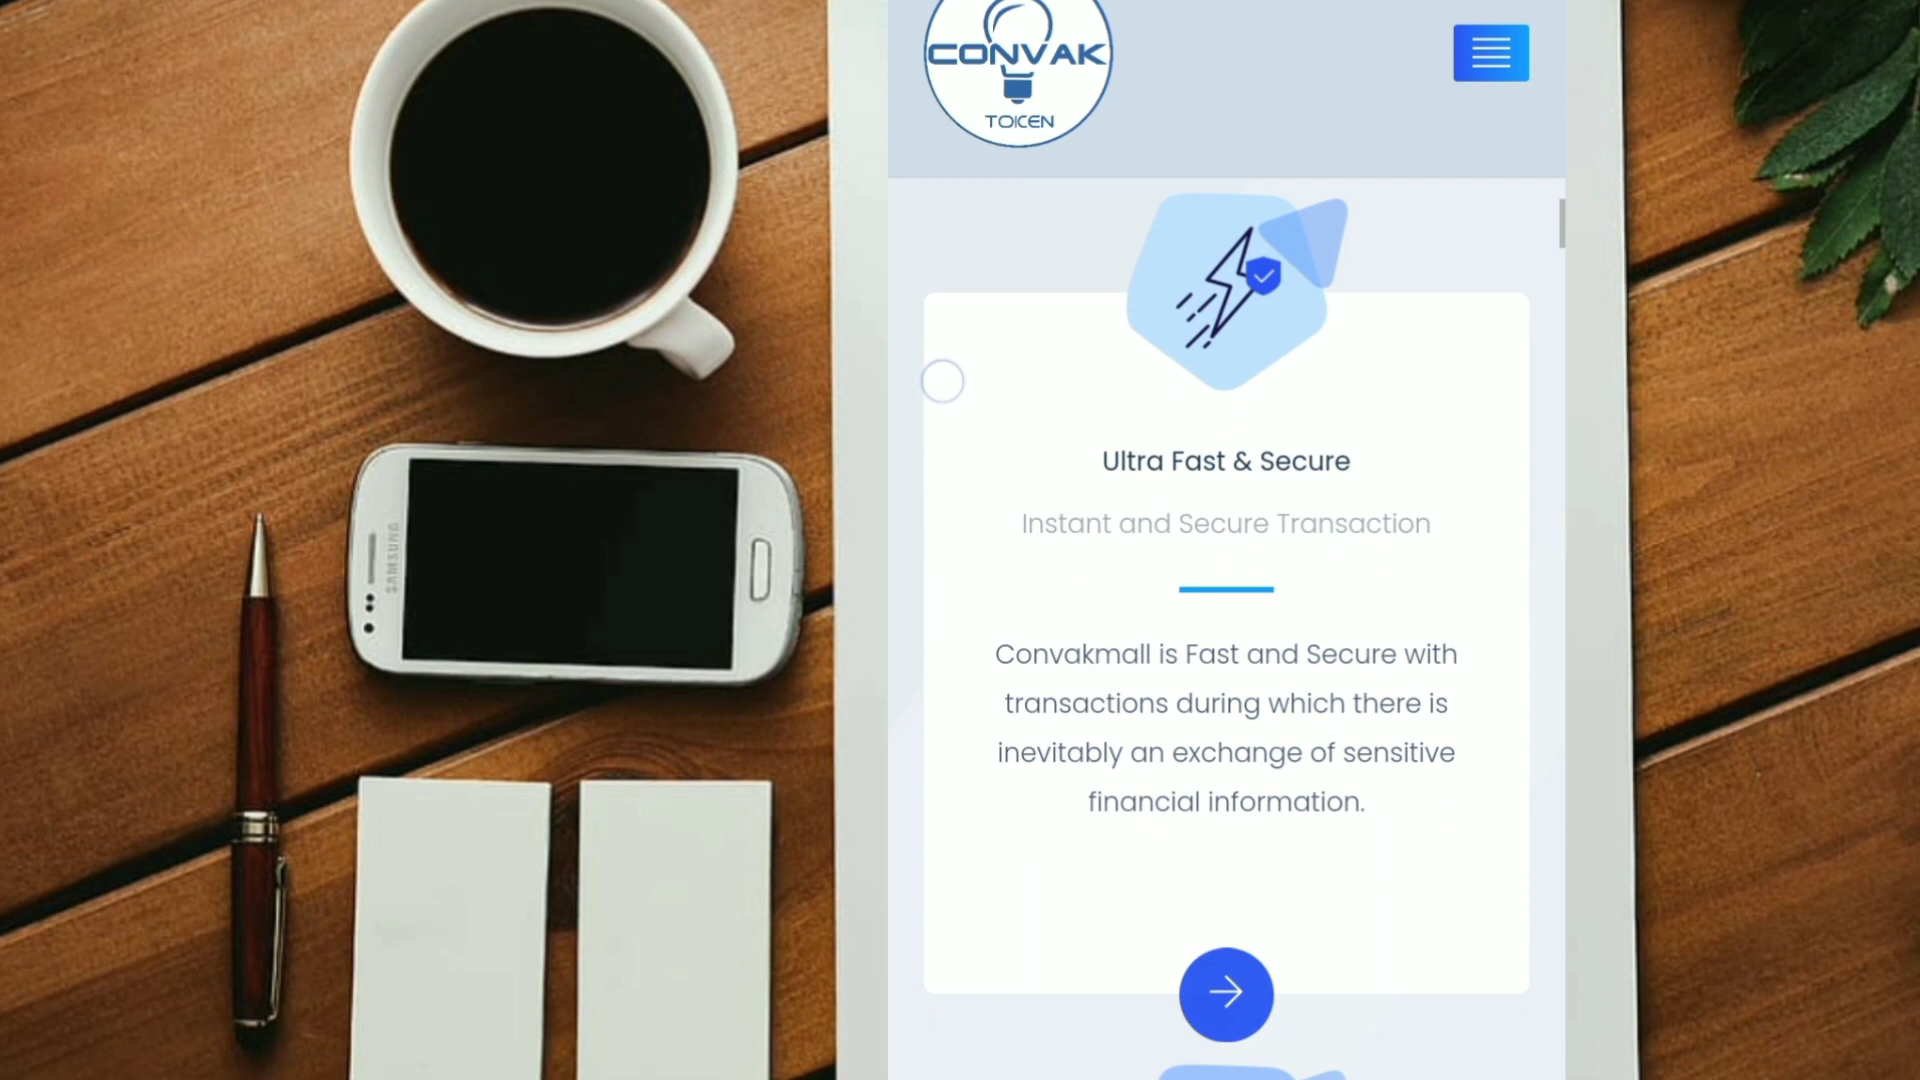 CONVAK
TOICEN
Ultra Fast & Secure
Instant and Secure Transaction
Convakmall is Fast and Secure with
transactions during which there is
inevitably an exchange of sensitive
financial information.
SAMSUNG